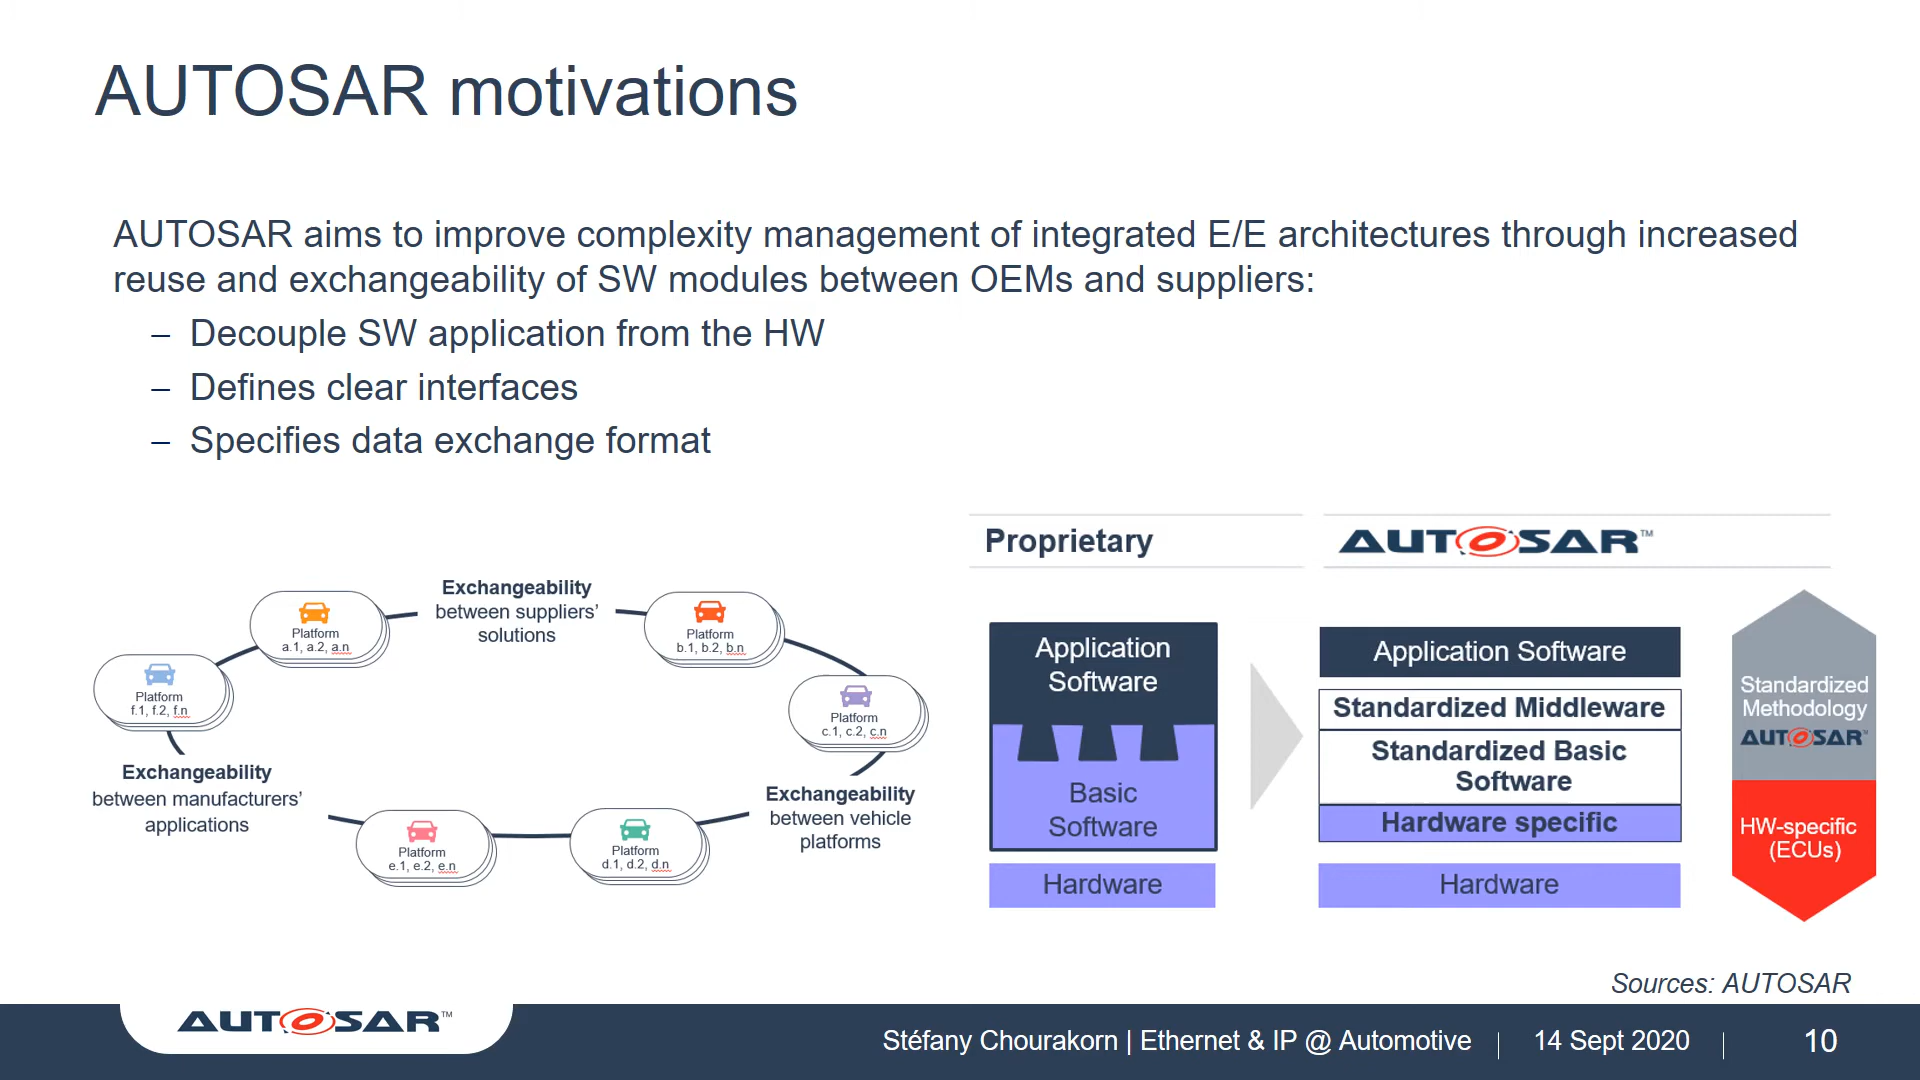 AUTOSAR motivations
AUTOSAR aims to improve complexity management of integrated E/E architectures through increased
reuse and exchangeability of SW modules between OEMs and suppliers:
– Decouple SW application from the HW
– Defines clear interfaces
– Specifies data exchange format
Exchangeability
between suppliers’
solutions
Platform
a.1, a.2, a.n
Platform
b.1, b.2, b.n
Platform
f.1, f.2, f.n
Platform
c.1, c.2, c.n
Exchangeability
between manufacturers’
applications
Exchangeability
between vehicle
platforms
Platform
e.1, e.2, e.n
Platform
d.1, d.2, d.n
Proprietary
Application
Software
Basic
Software
Hardware
AUTOSAR™
Application Software
Standardized Middleware
Standardized Basic
Software
Hardware specific
Hardware
Standardized
Methodology
AUTOSAR™
HW-specific
(ECUs)
Sources: AUTOSAR
AUTOSAR™
Stéfany Chourakorn | Ethernet & IP @ Automotive | 14 Sept 2020 | 10